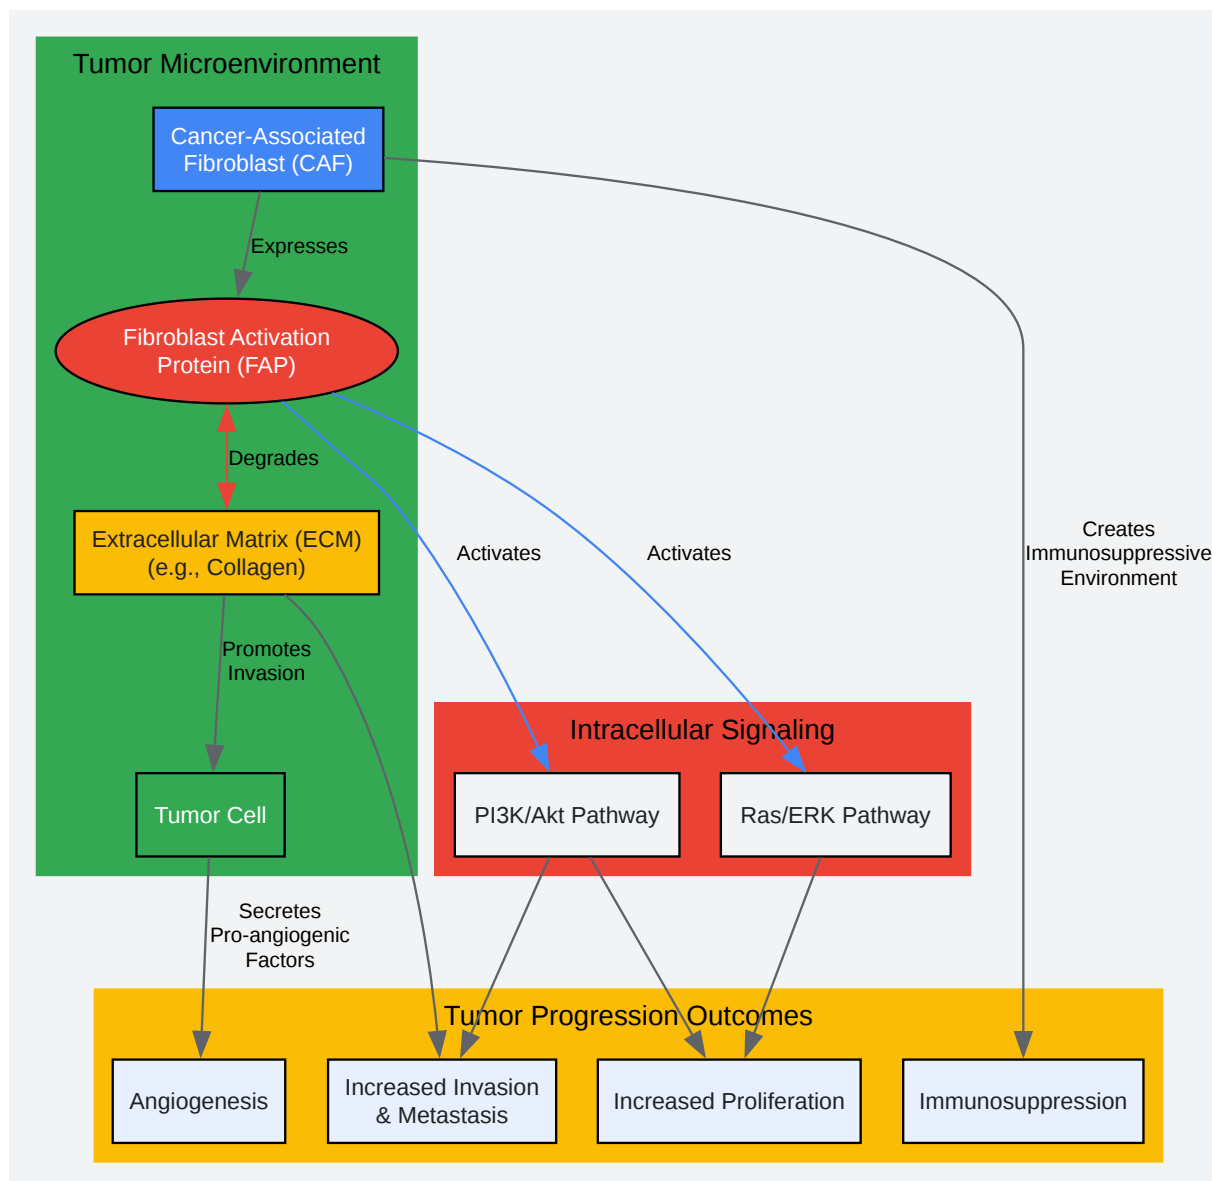 Tumor Microenvironment
Cancer-Associated
Fibroblast (CAF)
Expresses
Fibroblast Activation
Protein (FAP)
Degrades
Extracellular Matrix (ECM)
(e.g., Collagen)
Activates
Activates
Creates
Immunosuppressive
Environment
Promotes
Invasion
Intracellular Signaling
Tumor Cell
PI3K/Akt Pathway
Ras/ERK Pathway
Secretes
Pro-angiogenic
Factors
Tumor Progression Outcomes
Angiogenesis
Increased Invasion
& Metastasis
Increased Proliferation
Immunosuppression